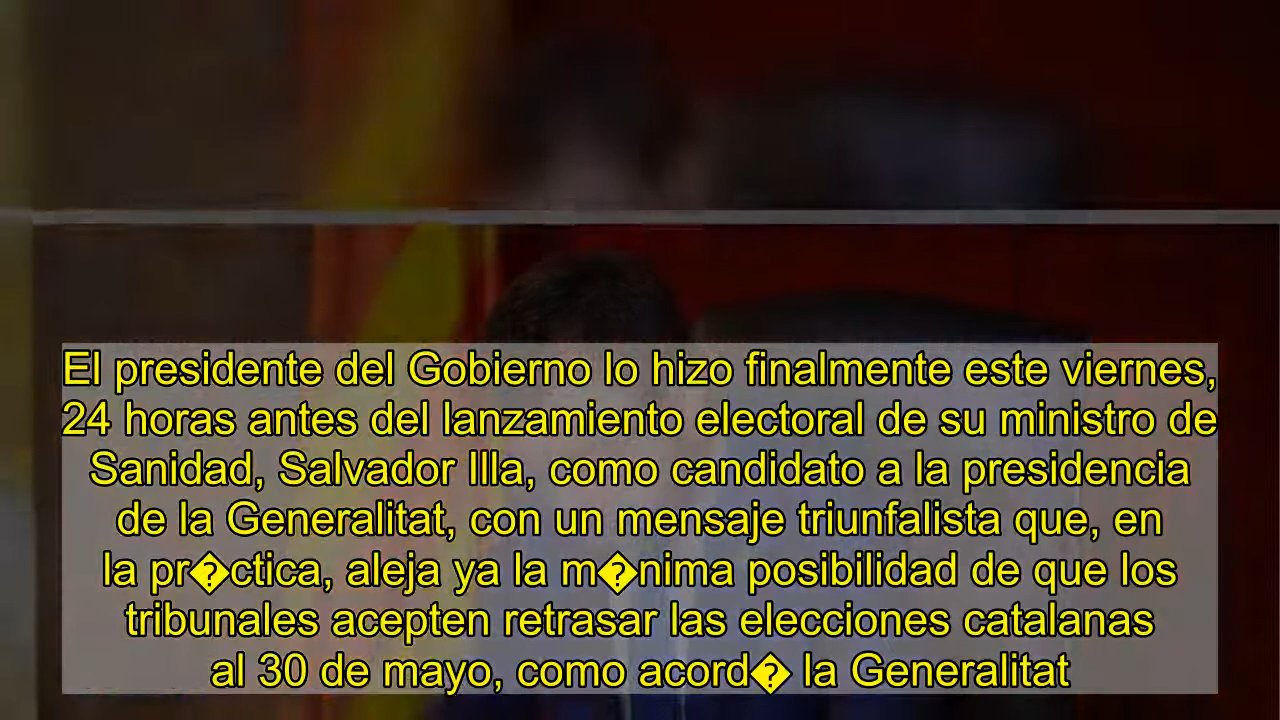 El presidente del Gobierno lo hizo finalmente este viernes,
24 horas antes del lanzamiento electoral de su ministro de
Sanidad, Salvador Illa, como candidato a la presidencia
de la Generalitat, con un mensaje triunfalista que, en
la pr�ctica, aleja ya la m�nima posibilidad de que los
tribunales acepten retrasar las elecciones catalanas
al 30 de mayo, como acord� la Generalitat